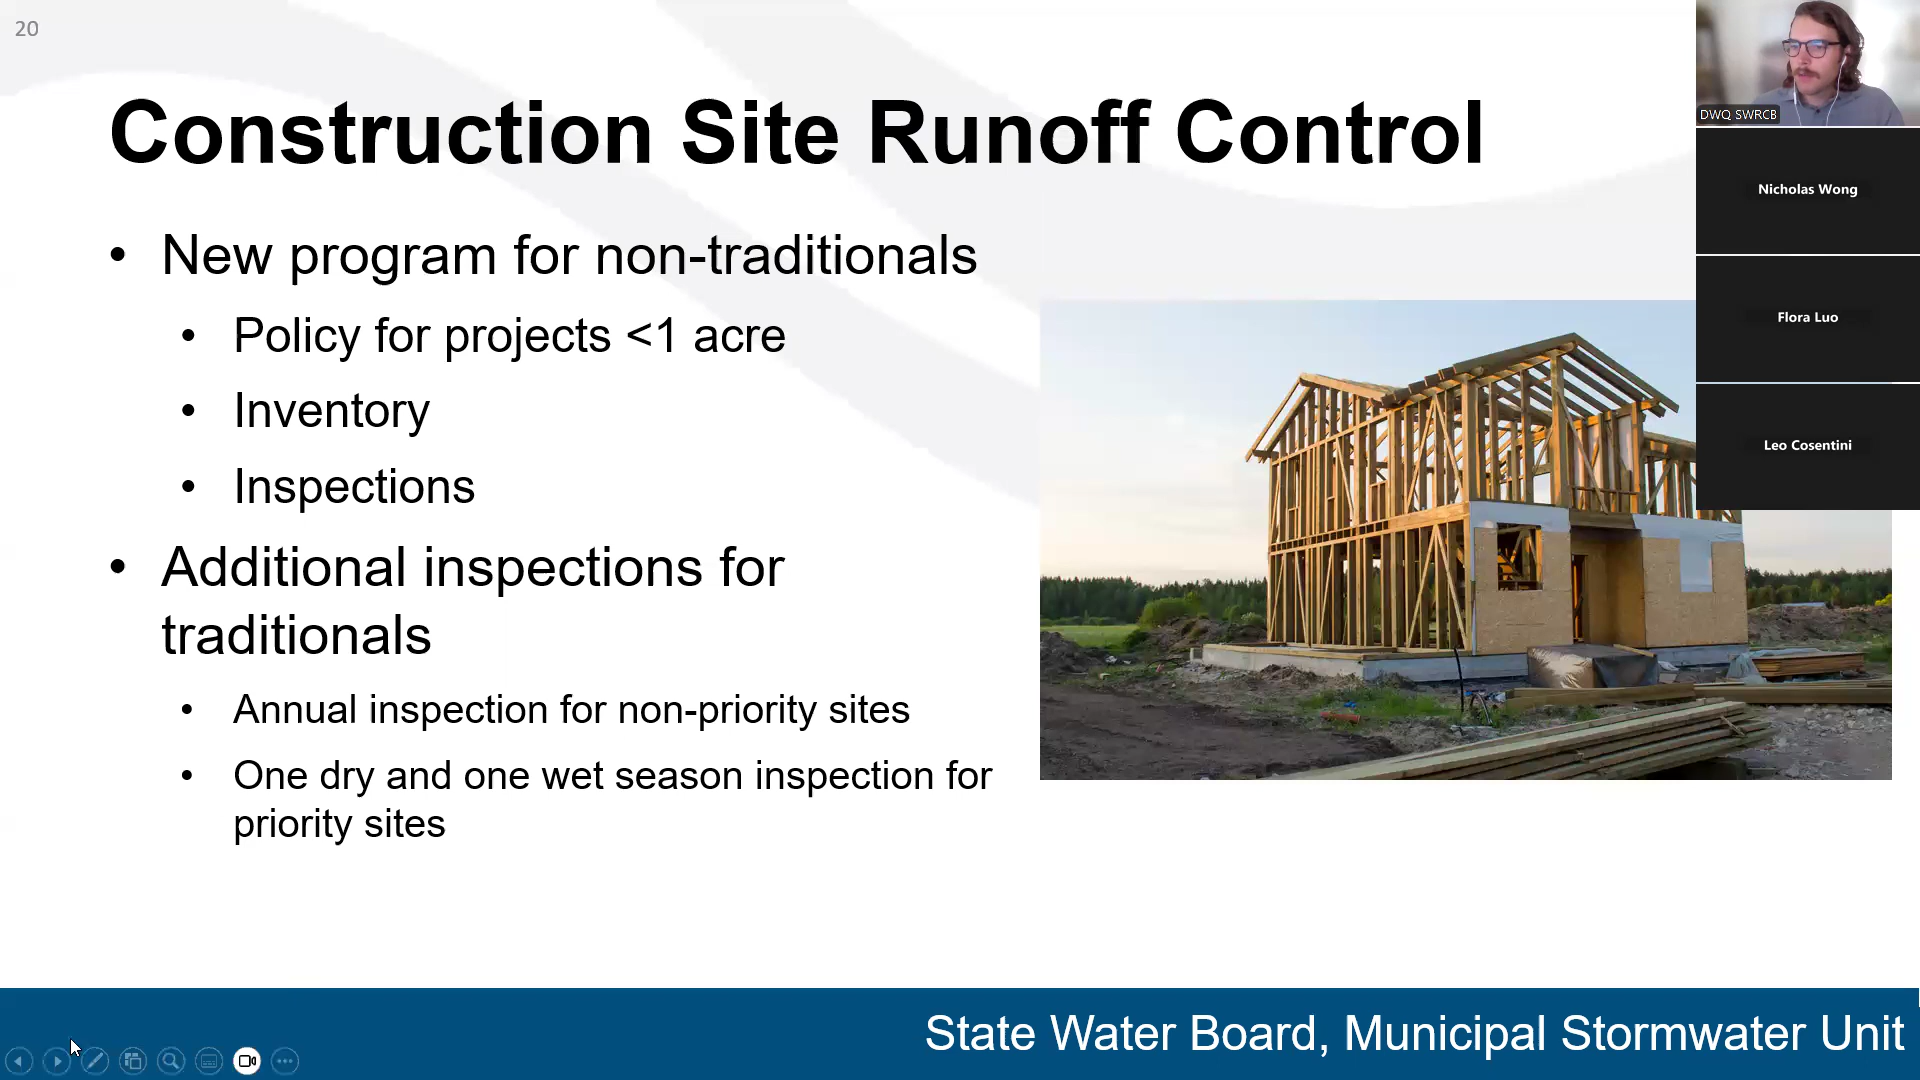 20
Construction Site Runoff Control
• New program for non-traditionals
• Policy for projects <1 acre
• Inventory
• Inspections
• Additional inspections for
traditionals
• Annual inspection for non-priority sites
• One dry and one wet season inspection for
priority sites
State Water Board, Municipal Stormwater Unit
DWQ SWRCB
Nicholas Wong
Flora Luo
Leo Cosentini